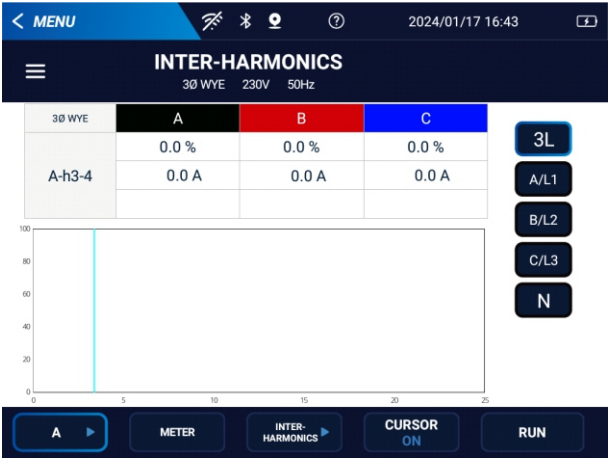 MENU
2024/01/17 16:43
INTER-HARMONICS
3Ø WYE 230V 50Hz
3Ø WYE A B C
0.0 % 0.0 % 0.0 %
A-h3-4 0.0 A 0.0 A 0.0 A
3L
A/L1
B/L2
C/L3
N
100
80
60
40
20
0
0 5 10 15 20 25
A METER INTER-HARMONICS CURSOR ON RUN